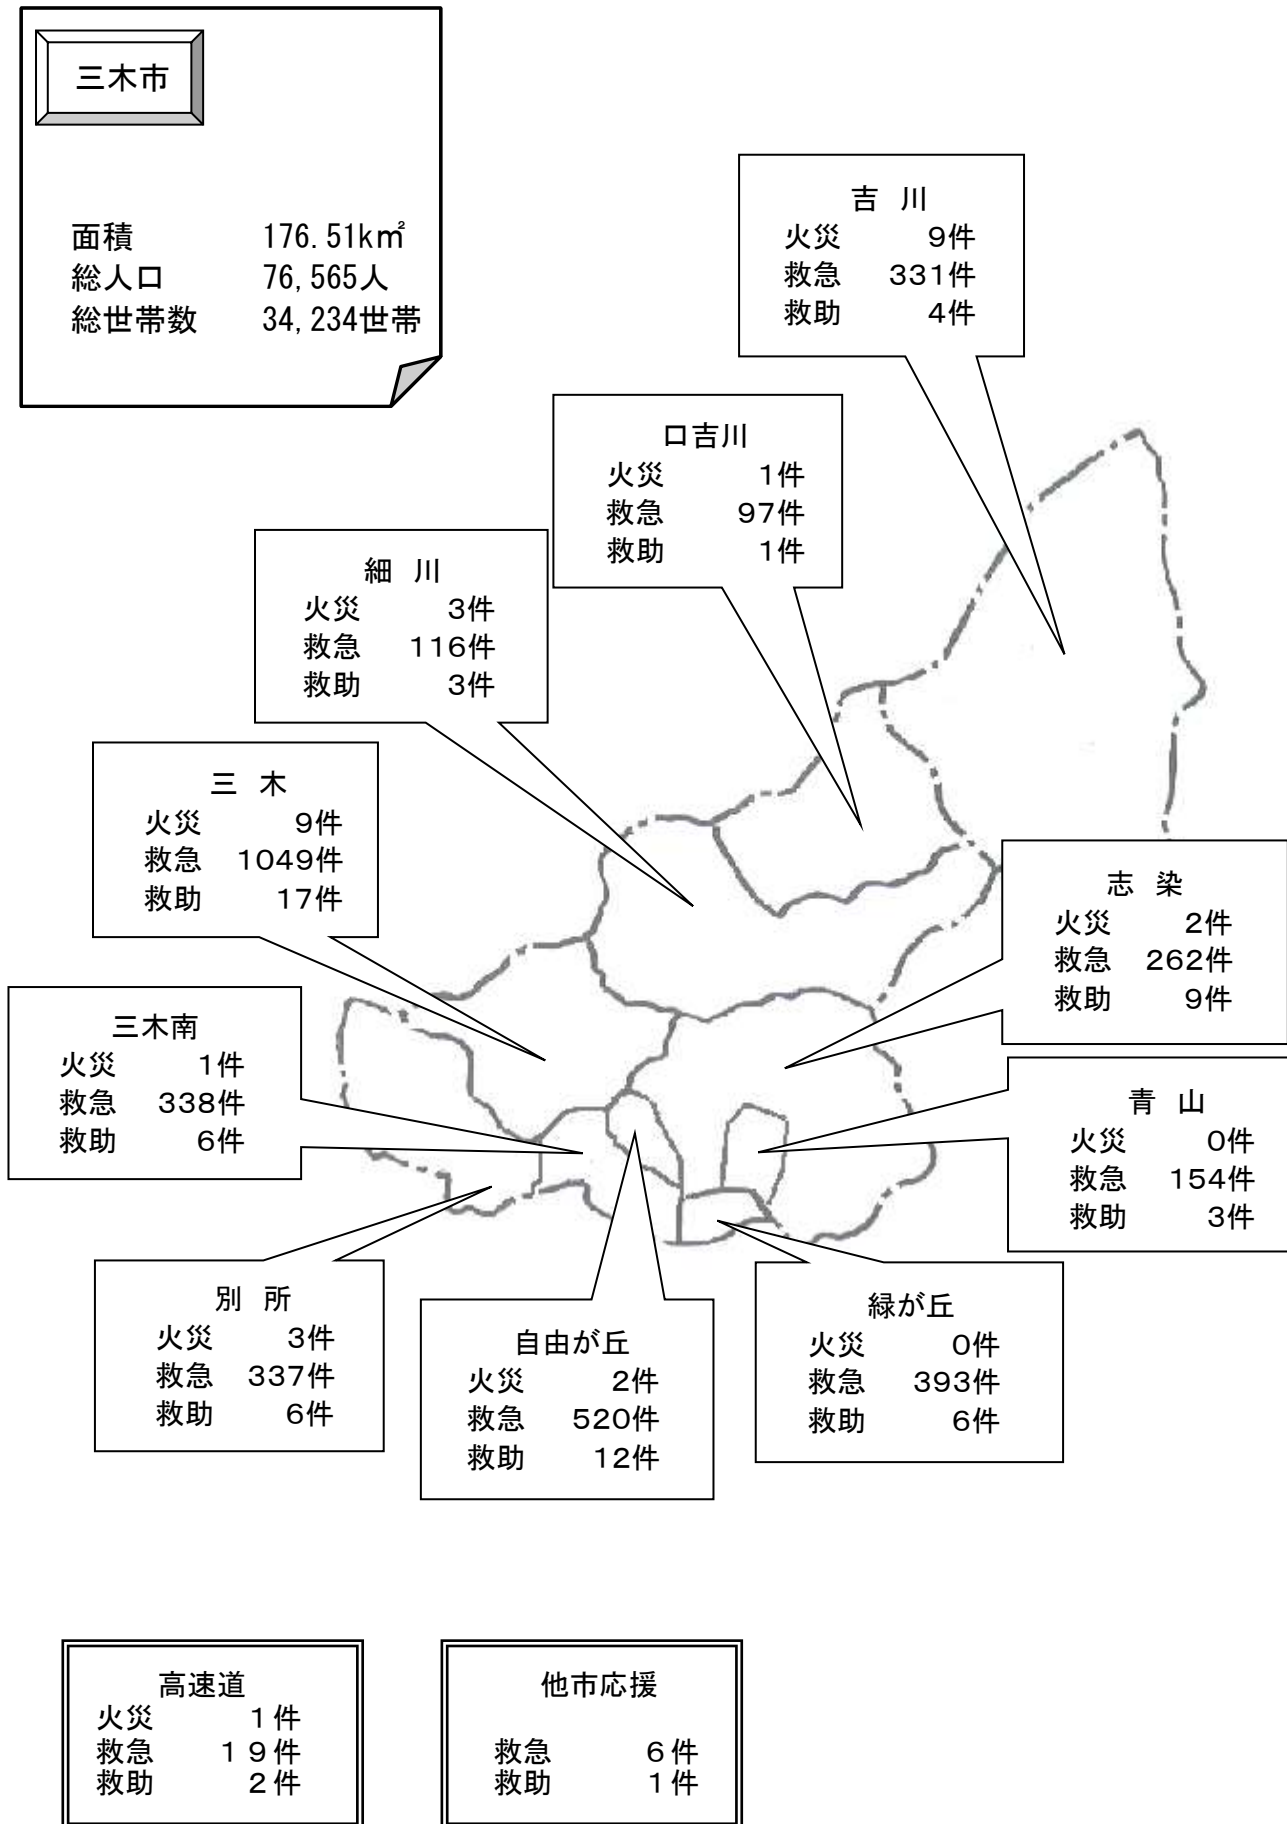 三木市
面積 176.51k㎡
総人口 76,565人
総世帯数 34,234世帯
吉 川
火災 9件
救急 331件
救助 4件
口吉川
火災 1件
救急 97件
救助 1件
細 川
火災 3件
救急 116件
救助 3件
三 木
火災 9件
救急 1049件
救助 17件
志 染
火災 2件
救急 262件
救助 9件
三木南
火災 1件
救急 338件
救助 6件
青 山
火災 0件
救急 154件
救助 3件
別 所
火災 3件
救急 337件
救助 6件
自由が丘
火災 2件
救急 520件
救助 12件
緑が丘
火災 0件
救急 393件
救助 6件
高速道
火災 1件
救急 19件
救助 2件
他市応援
救急 6件
救助 1件